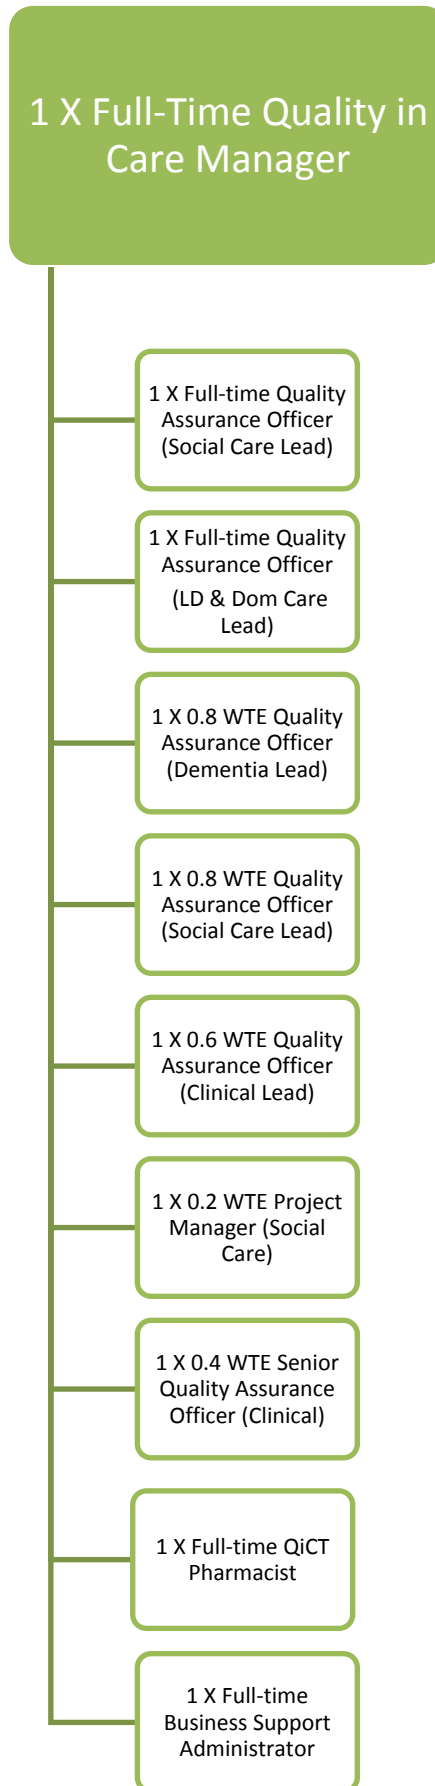 1 X Full-Time Quality in
Care Manager
1 X Full-time Quality
Assurance Officer
(Social Care Lead)
1 X Full-time Quality
Assurance Officer
(LD & Dom Care
Lead)
1 X 0.8 WTE Quality
Assurance Officer
(Dementia Lead)
1 X 0.8 WTE Quality
Assurance Officer
(Social Care Lead)
1 X 0.6 WTE Quality
Assurance Officer
(Clinical Lead)
1 X 0.2 WTE Project
Manager (Social
Care)
1 X 0.4 WTE Senior
Quality Assurance
Officer (Clinical)
1 X Full-time QiCT
Pharmacist
1 X Full-time
Business Support
Administrator